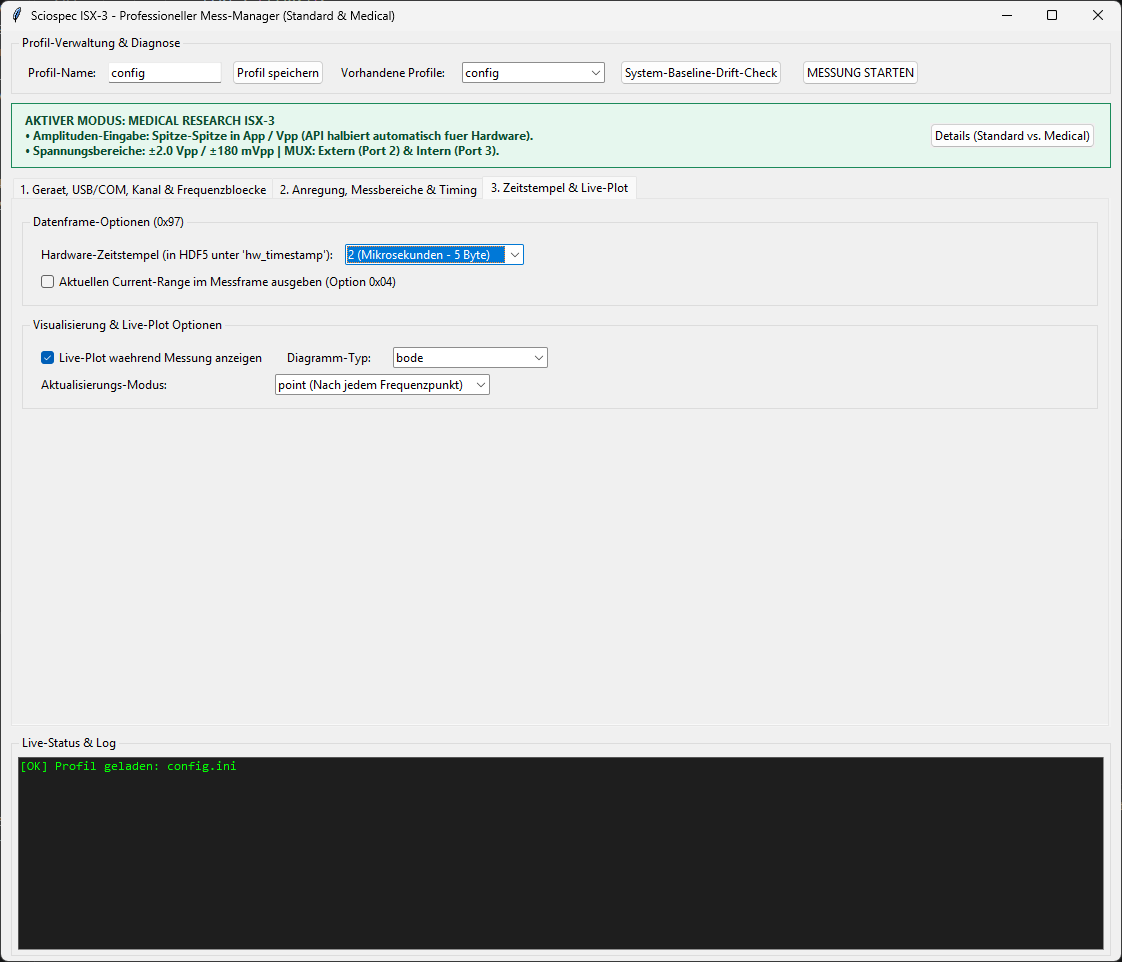 Sciospec ISX-3 - Professioneller Mess-Manager (Standard & Medical)
Profil-Verwaltung & Diagnose
Profil-Name: config Profil speichern Vorhandene Profile: config System-Baseline-Drift-Check MESSUNG STARTEN
AKTIVER MODUS: MEDICAL RESEARCH ISX-3
• Amplituden-Eingabe: Spitze-Spitze in App / Vpp (API halbiert automatisch fuer Hardware).
• Spannungsbereiche: ±2.0 Vpp / ±180 mVpp | MUX: Extern (Port 2) & Intern (Port 3).
Details (Standard vs. Medical)
1. Geraet, USB/COM, Kanal & Frequenzbloecke 2. Anregung, Messbereiche & Timing 3. Zeitstempel & Live-Plot
Datenframe-Optionen (0x97)
Hardware-Zeitstempel (in HDF5 unter 'hw_timestamp'): 2 (Mikrosekunden - 5 Byte)
Aktuellen Current-Range im Messframe ausgeben (Option 0x04)
Visualisierung & Live-Plot Optionen
Live-Plot waehrend Messung anzeigen Diagramm-Typ: bode
Aktualisierungs-Modus: point (Nach jedem Frequenzpunkt)
Live-Status & Log
[OK] Profil geladen: config.ini